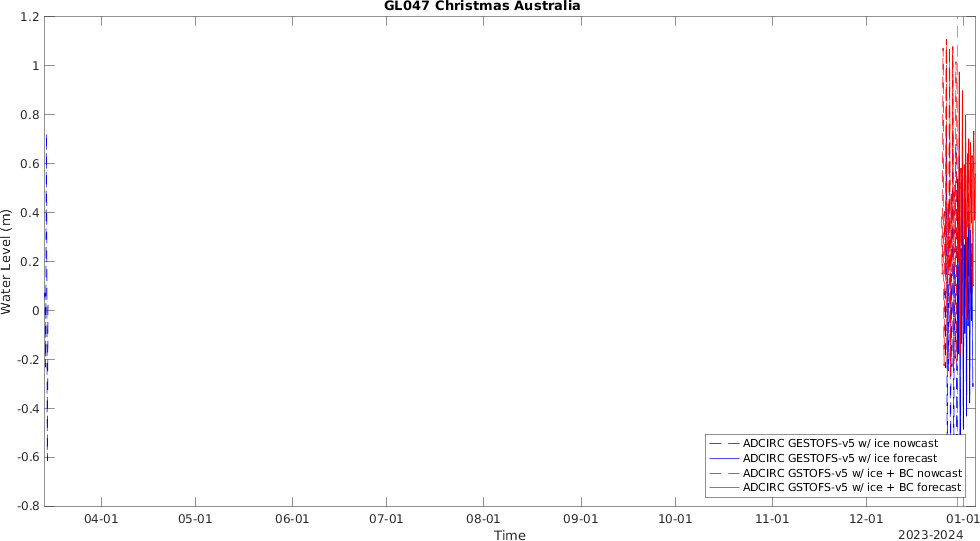 GL047 Christmas Australia
1.2
1
0.8
0.6
0.4
0.2
0
-0.2
-0.4
-0.6
-0.8
Water Level (m)
ADCIRC GESTOFS-v5 w/ ice nowcast
ADCIRC GESTOFS-v5 w/ ice forecast
ADCIRC GSTOFS-v5 w/ ice + BC nowcast
ADCIRC GSTOFS-v5 w/ ice + BC forecast
04-01 05-01 06-01 07-01 08-01 09-01 10-01 11-01 12-01 01-01
Time
2023-2024